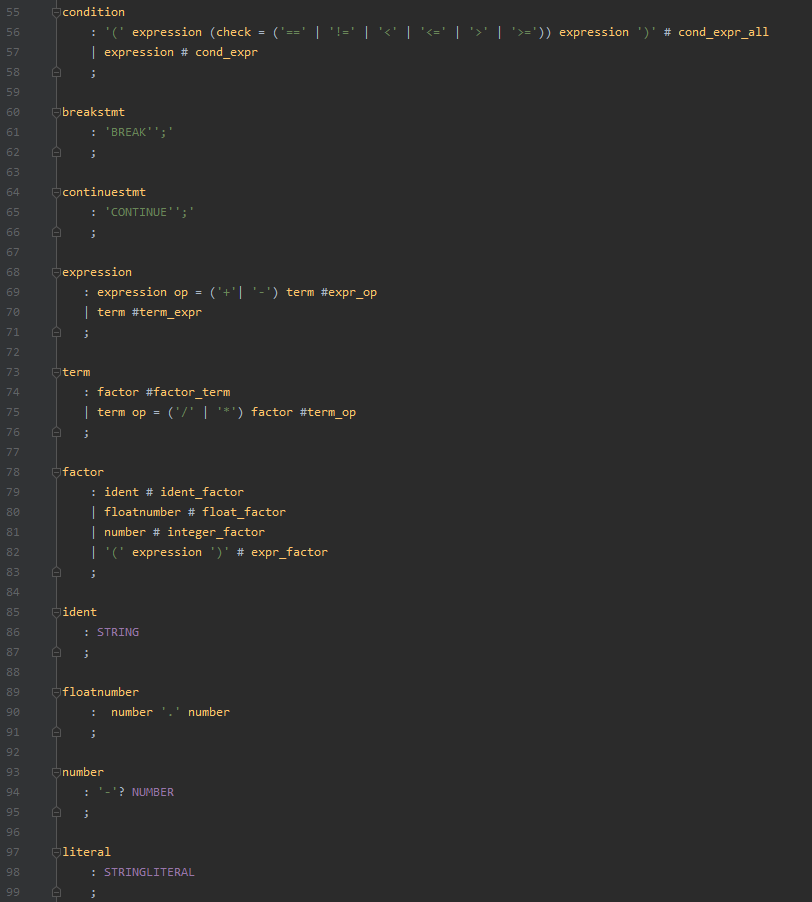 55 condition
56 : '(' expression (check = ('==' | '!=' | '<' | '<=' | '>' | '>=')) expression ')' # cond_expr_all
57 | expression # cond_expr
58 ;
59
60 breakstmt
61 : 'BREAK'';'
62 ;
63
64 continuestmt
65 : 'CONTINUE'';'
66 ;
67
68 expression
69 : expression op = ('+'| '-') term #expr_op
70 | term #term_expr
71 ;
72
73 term
74 : factor #factor_term
75 | term op = ('/' | '*') factor #term_op
76 ;
77
78 factor
79 : ident # ident_factor
80 | floatnumber # float_factor
81 | number # integer_factor
82 | '(' expression ')' # expr_factor
83 ;
84
85 ident
86 : STRING
87 ;
88
89 floatnumber
90 : number '.' number
91 ;
92
93 number
94 : '-'? NUMBER
95 ;
96
97 literal
98 : STRINGLITERAL
99 ;